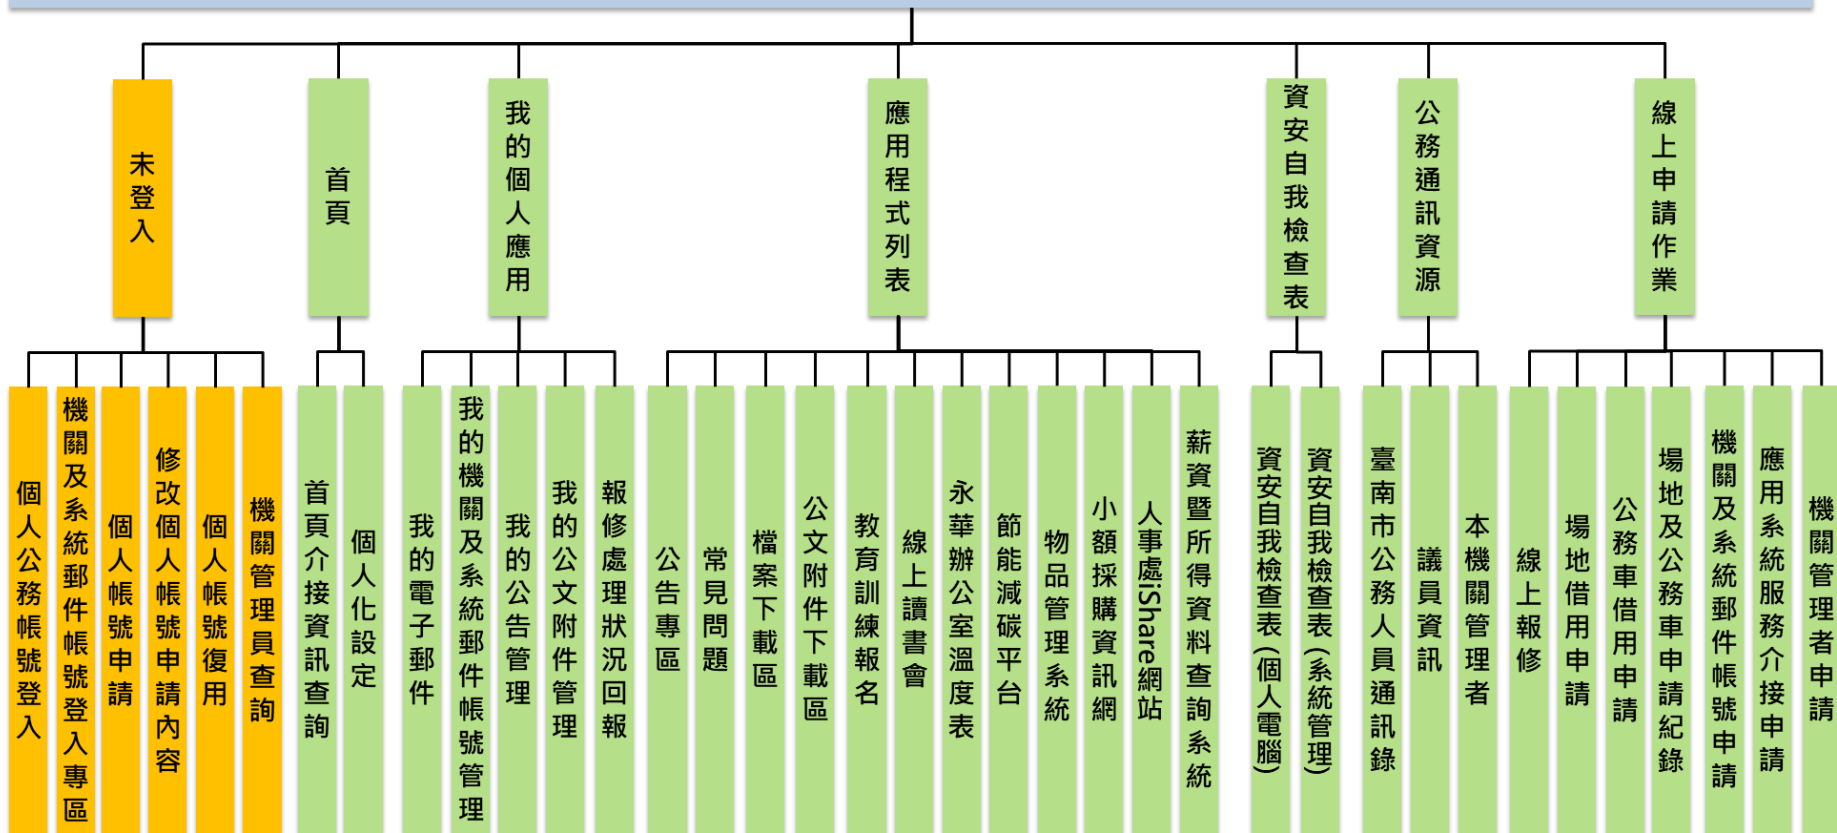 未登入
首頁
我的個人應用
應用程式列表
資安自我檢查表
公務通訊資源
線上申請作業
個人公務帳號登入
機關及系統郵件帳號登入專區
個人帳號申請
修改個人帳號申請內容
個人帳號復用
機關管理員查詢
首頁介接資訊查詢
個人化設定
我的電子郵件
我的機關及系統郵件帳號管理
我的公告管理
我的公文附件管理
報修處理狀況回報
公告專區
常見問題
檔案下載區
公文附件下載區
教育訓練報名
線上讀書會
永華辦公室溫度表
節能減碳平台
物品管理系統
小額採購資訊網
人事處iShare網站
薪資暨所得資料查詢系統
資安自我檢查表(個人電腦)
資安自我檢查表(系統管理)
臺南市公務人員通訊錄
議員資訊
本機關管理者
線上報修
場地借用申請
公務車借用申請
場地及公務車申請紀錄
機關及系統郵件帳號申請
應用系統服務介接申請
機關管理者申請